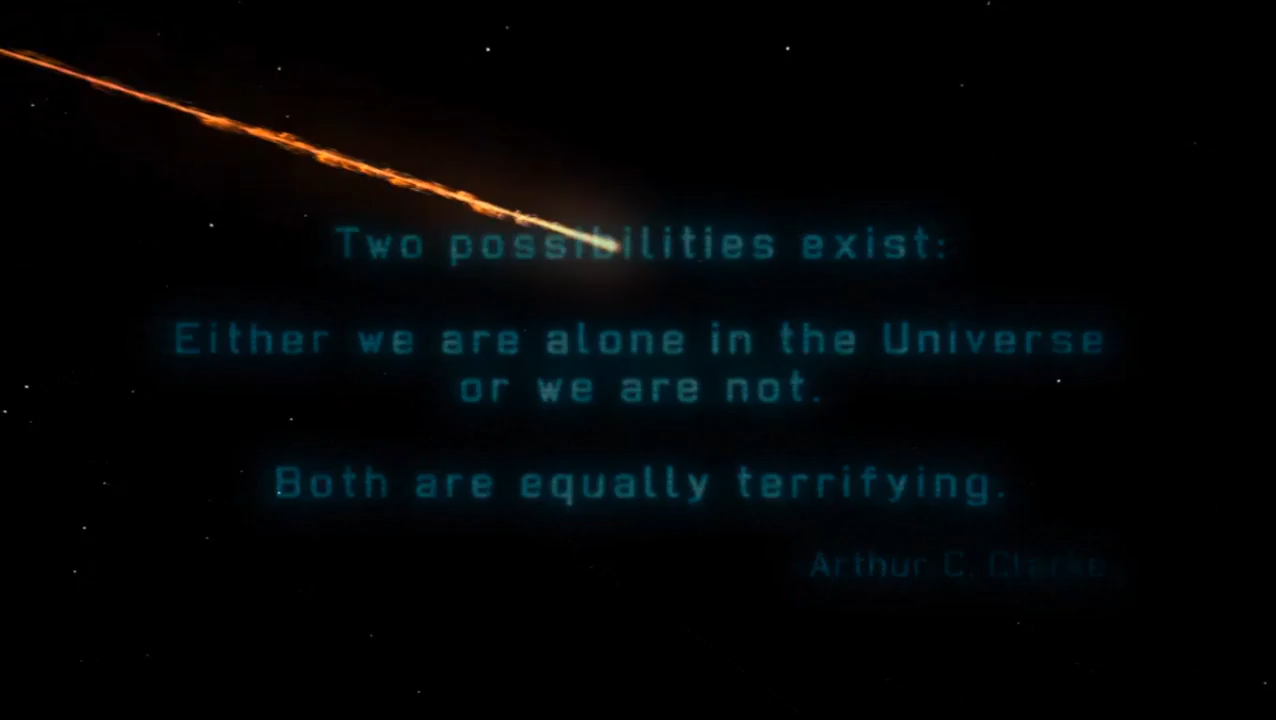 Two possibilities exist:
Either we are alone in the Universe
or we are not.
Both are equally terrifying.
Arthur C. Clarke